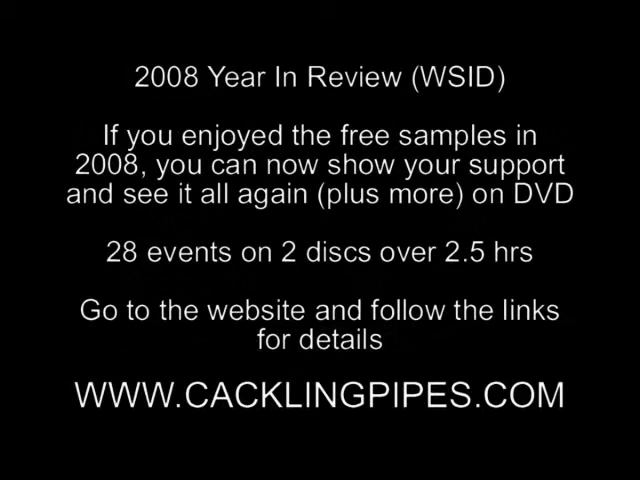 2008 Year In Review (WSID)
If you enjoyed the free samples in
2008, you can now show your support
and see it all again (plus more) on DVD
28 events on 2 discs over 2.5 hrs
Go to the website and follow the links
for details
WWW.CACKLINGPIPES.COM